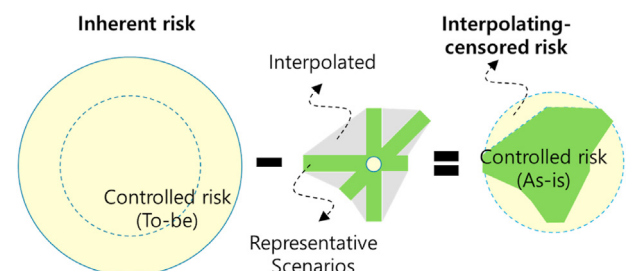 Inherent risk
Controlled risk
(To-be)
Interpolated
Representative
Scenarios
Interpolating-
censored risk
Controlled risk
(As-is)